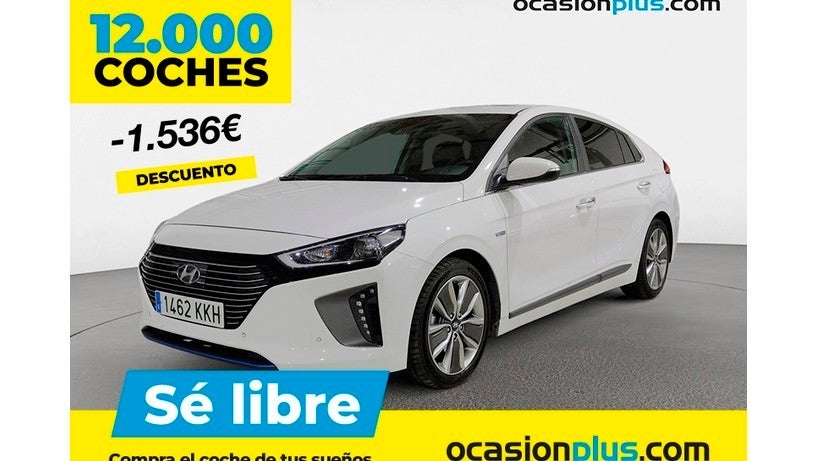 12.000
COCHES
ocasionplus.com
-1.536€
DESCUENTO
1462 KKH
Sé libre
Compra el coche de tus sueños
ocasionplus.com